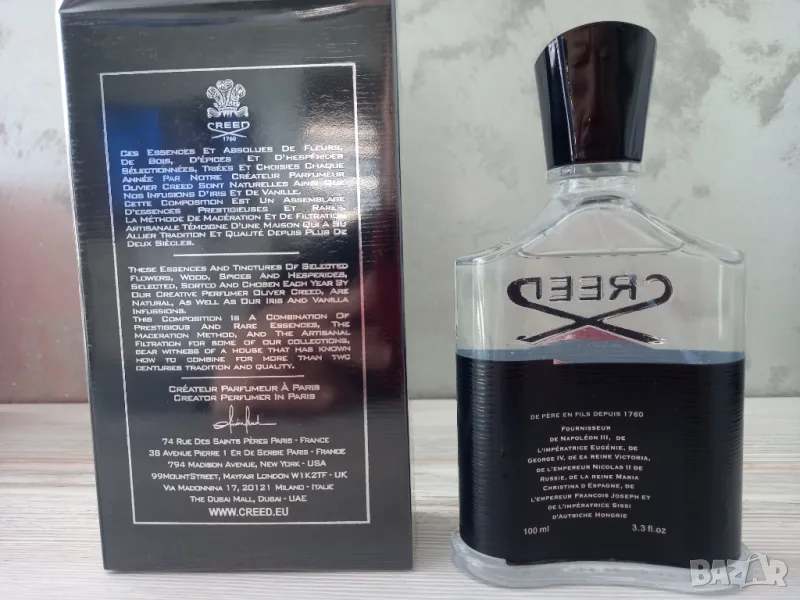 CREED
1760
Ces Essences Et Absolues De Fleurs,
De Bois, D'épices Et D'hespérides
Sélectionnées, Triées Et Choisies Chaque
Année Par Notre Créateur Parfumeur
Olivier Creed Sont Naturelles Ainsi Que
Nos Infusions D'iris Et De Vanille.
Cette Composition Est Un Assemblage
D'essences Prestigieuses Et Rares.
La Méthode De Macération Et De Filtration
Artisanale Témoigne D'une Maison Qui A Su
Allier Tradition Et Qualité Depuis Plus De
Deux Siècles.
These Essences And Tinctures Of Selected
Flowers, Wood, Spices And Hesperides,
Selected, Sorted And Chosen Each Year By
Our Creative Perfumer Oliver Creed, Are
Natural, As Well As Our Iris And Vanilla
Infussions.
This Composition Is A Combination Of
Prestigious And Rare Essences, The
Maceration Method, And The Artisanal
Filtration for some of our collections,
bear witness of a house that has known
how to combine for more than two
centuries tradition and quality.
Créateur Parfumeur À Paris
Creator Perfumer In Paris
74 Rue Des Saints Pères Paris - France
38 Avenue Pierre 1 Er De Serbe Paris - France
794 Madison Avenue, New York - USA
99MountStreet, Mayfair London W1K2TF - UK
Via Madonnina 17, 20121 Milano - Italie
The Dubai Mall, Dubai - UAE
www.creed.eu
CREED
De père en fils depuis 1760
Fournisseur
de Napoléon III, de
l'impératrice Eugénie, de
George IV, de ea reine Victoria,
de l'empereur Nicolas II de
Russie, de la reine Maria
Christina d'Espagne, de
l'empereur François Joseph et
de l'impératrice Sissi
d'Autriche Hongrie
100 ml 3.3 fl.oz
BAZAR